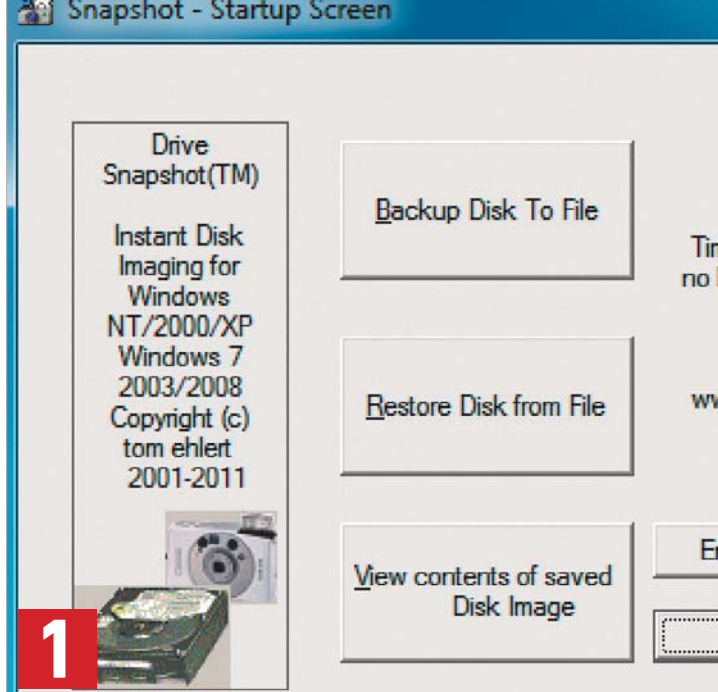 Snapshot - Startup Screen
Drive
Snapshot(TM)
Instant Disk
Imaging for
Windows
NT/2000/XP
Windows 7
2003/2008
Copyright (c)
tom ehlert
2001-2011
Backup Disk To File
Restore Disk from File
View contents of saved
Disk Image
no
1